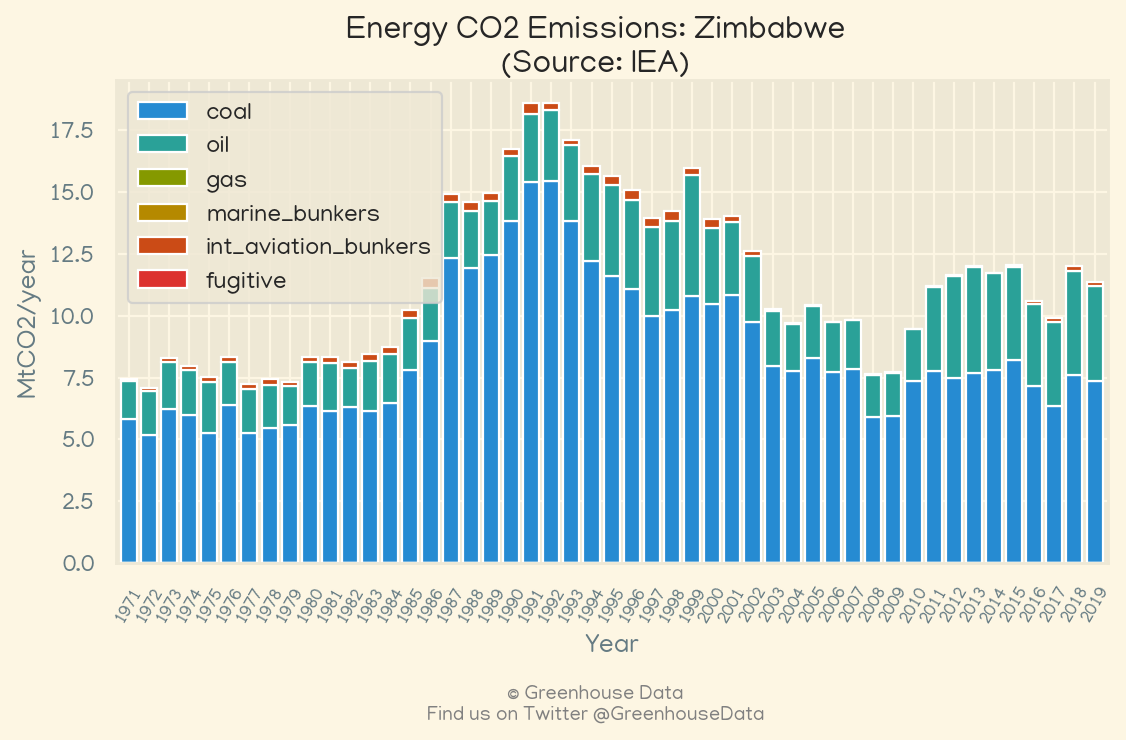 Energy CO2 Emissions: Zimbabwe
(Source: IEA)
coal
oil
gas
marine_bunkers
int_aviation_bunkers
fugitive
MtCO2/year
17.5
15.0
12.5
10.0
7.5
5.0
2.5
0.0
1971 1972 1973 1974 1975 1976 1977 1978 1979 1980 1981 1982 1983 1984 1985 1986 1987 1988 1989 1990 1991 1992 1993 1994 1995 1996 1997 1998 1999 2000 2001 2002 2003 2004 2005 2006 2007 2008 2009 2010 2011 2012 2013 2014 2015 2016 2017 2018 2019
Year
© Greenhouse Data
Find us on Twitter @GreenhouseData